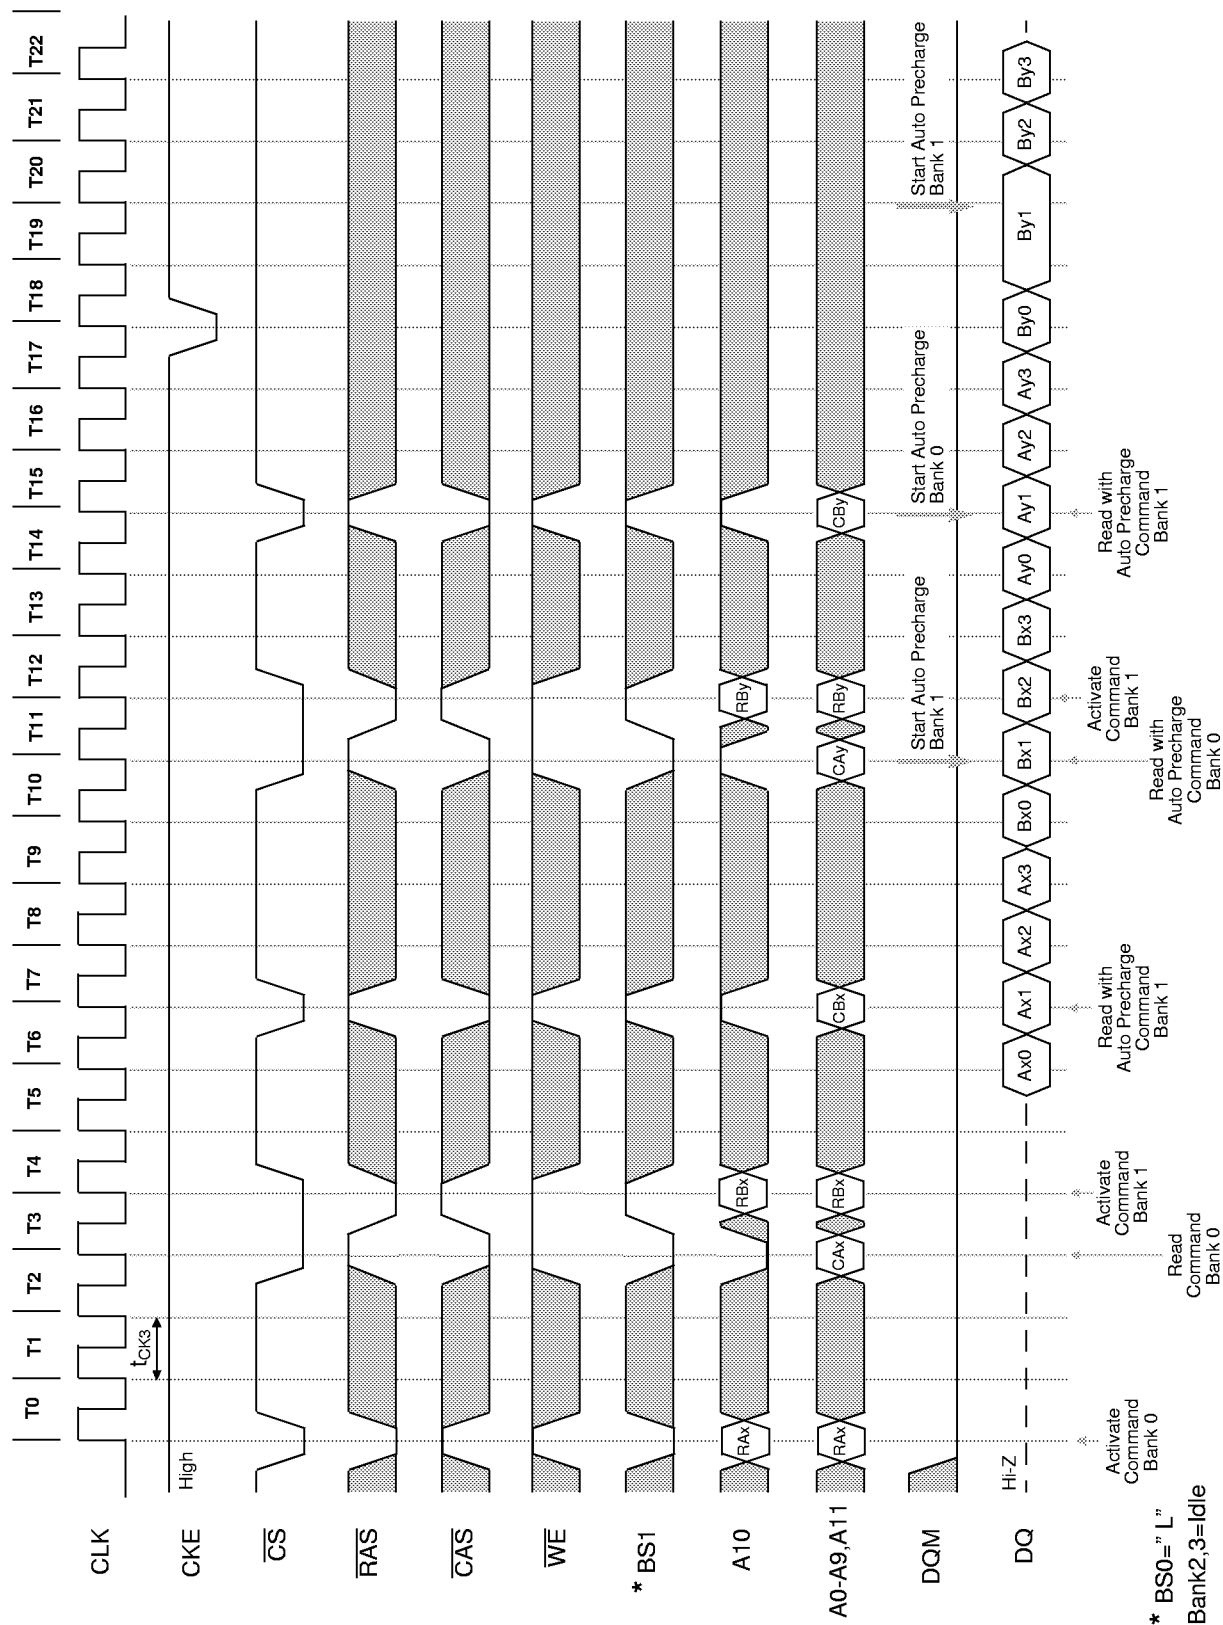 T0 T1 T2 T3 T4 T5 T6 T7 T8 T9 T10 T11 T12 T13 T14 T15 T16 T17 T18 T19 T20 T21 T22
CLK
tCK3
CKE
High
CS
RAS
CAS
WE
* BS1
A10
RAx RBx RBy
A0-A9,A11
RAx CAx RBx CBx CAy RBy CBy
DQM
Start Auto Precharge
Bank 1
Start Auto Precharge
Bank 0
Start Auto Precharge
Bank 1
DQ
Hi-Z
Ax0 Ax1 Ax2 Ax3 Bx0 Bx1 Bx2 Bx3 Ay0 Ay1 Ay2 Ay3 By0 By1 By2 By3
Activate
Command
Bank 0
Read
Command
Bank 0
Activate
Command
Bank 1
Read with
Auto Precharge
Command
Bank 1
Read with
Auto Precharge
Command
Bank 0
Activate
Command
Bank 1
Read with
Auto Precharge
Command
Bank 1
* BS0=” L”
Bank2,3=Idle